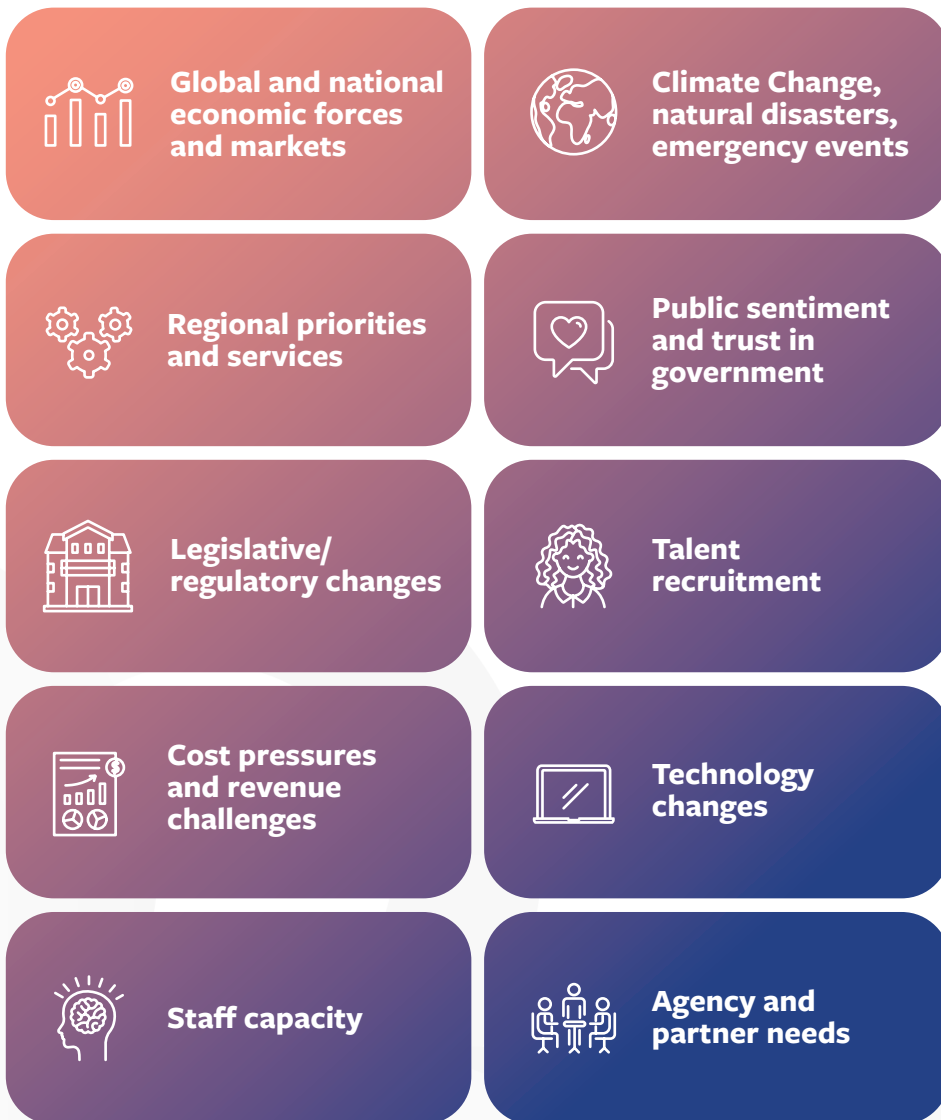 Global and national
economic forces
and markets
Climate Change,
natural disasters,
emergency events
Regional priorities
and services
Public sentiment
and trust in
government
Legislative/
regulatory changes
Talent
recruitment
Cost pressures
and revenue
challenges
Technology
changes
Staff capacity
Agency and
partner needs